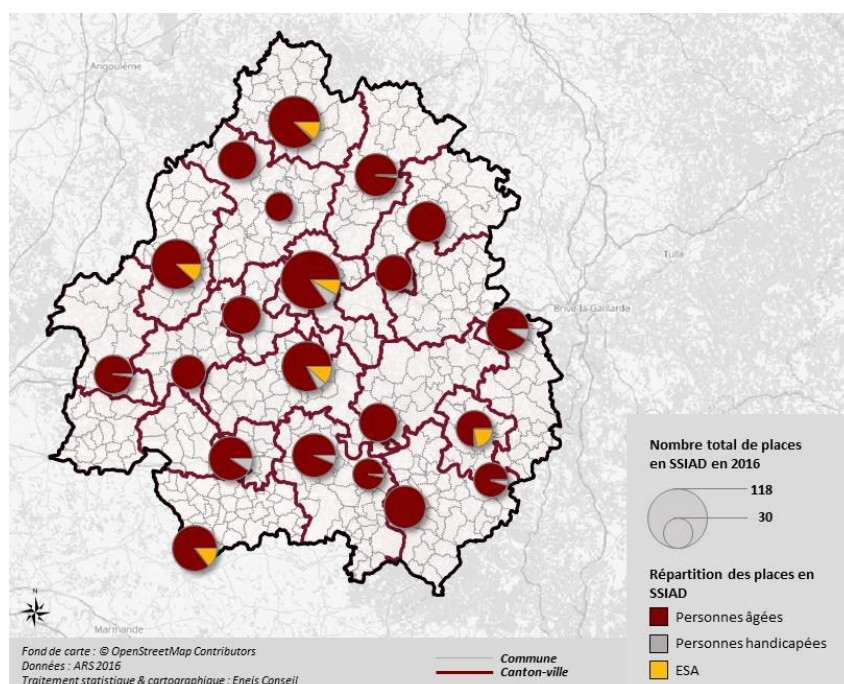 Angoulême
Tulle
Brive-la-Gaillarde
Marmande
N
Nombre total de places
en SSIAD en 2016
118
30
Répartition des places en
SSIAD
Personnes âgées
Personnes handicapées
ESA
Fond de carte : © OpenStreetMap Contributors
Données : ARS 2016
Traitement statistique & cartographique : Eneis Conseil
Commune
Canton-ville